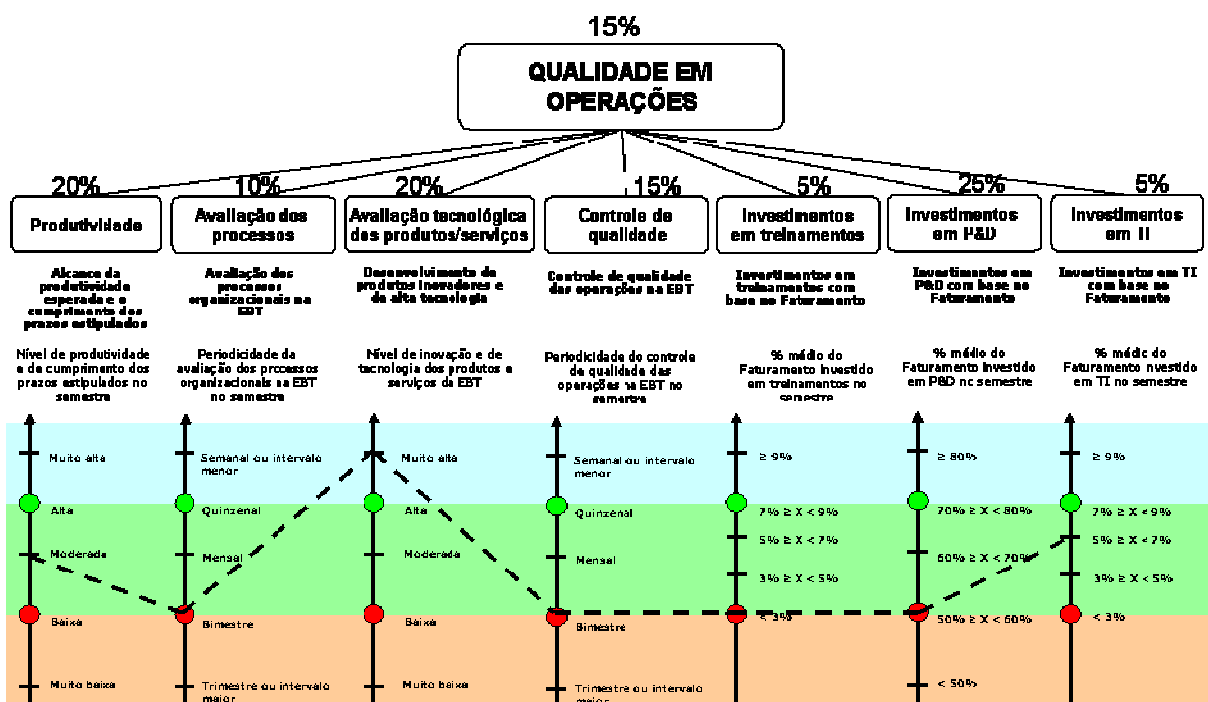 15%
QUALIDADE EM
OPERAÇÕES
20%
10%
20%
15%
5%
25%
5%
Produtividade
Avaliação dos
processos
Avaliação tecnológica
dos produtos/serviços
Controle de
qualidade
Investimentos
em treinamentos
Investimentos
em P&D
Investimentos
em TI
Alcance da
produtividade
esperada e o
cumprimento dos
prazos estipulados
Avaliação dos
processos
organizacionais na
EBT
Desenvolvimento de
produtos inovadores e
de alta tecnologia
Controle de qualidade
das operações na EBT
Investimentos em
treinamentos com
base no Faturamento
Investimentos em
P&D com base no
Faturamento
Investimentos em TI
com base no
Faturamento
Nível de produtividade
e de cumprimento dos
prazos estipulados no
semestre
Periodicidade da
avaliação dos processos
organizacionais na EBT
no semestre
Nível de inovação e de
tecnologia dos produtos e
serviços da EBT
Periodicidade do controle
de qualidade das
operações na EBT no
semestre
% médio do
Faturamento investido
em treinamentos no
semestre
% médio do
Faturamento investido
em P&D no semestre
% médio do
Faturamento investido
em TI no semestre
Muito alta
Alta
Moderada
Baixa
Muito baixa
Semanal ou intervalo
menor
Quinzenal
Mensal
Bimestre
Trimestre ou intervalo
maior
Muito alta
Alta
Moderada
Baixa
Muito baixa
Semanal ou intervalo
menor
Quinzenal
Mensal
Bimestre
Trimestre ou intervalo
maior
≥ 9%
7% ≥ X < 9%
5% ≥ X < 7%
3% ≥ X < 5%
< 3%
≥ 80%
70% ≥ X < 80%
60% ≥ X < 70%
50% ≥ X < 60%
< 50%
≥ 9%
7% ≥ X < 9%
5% ≥ X < 7%
3% ≥ X < 5%
< 3%